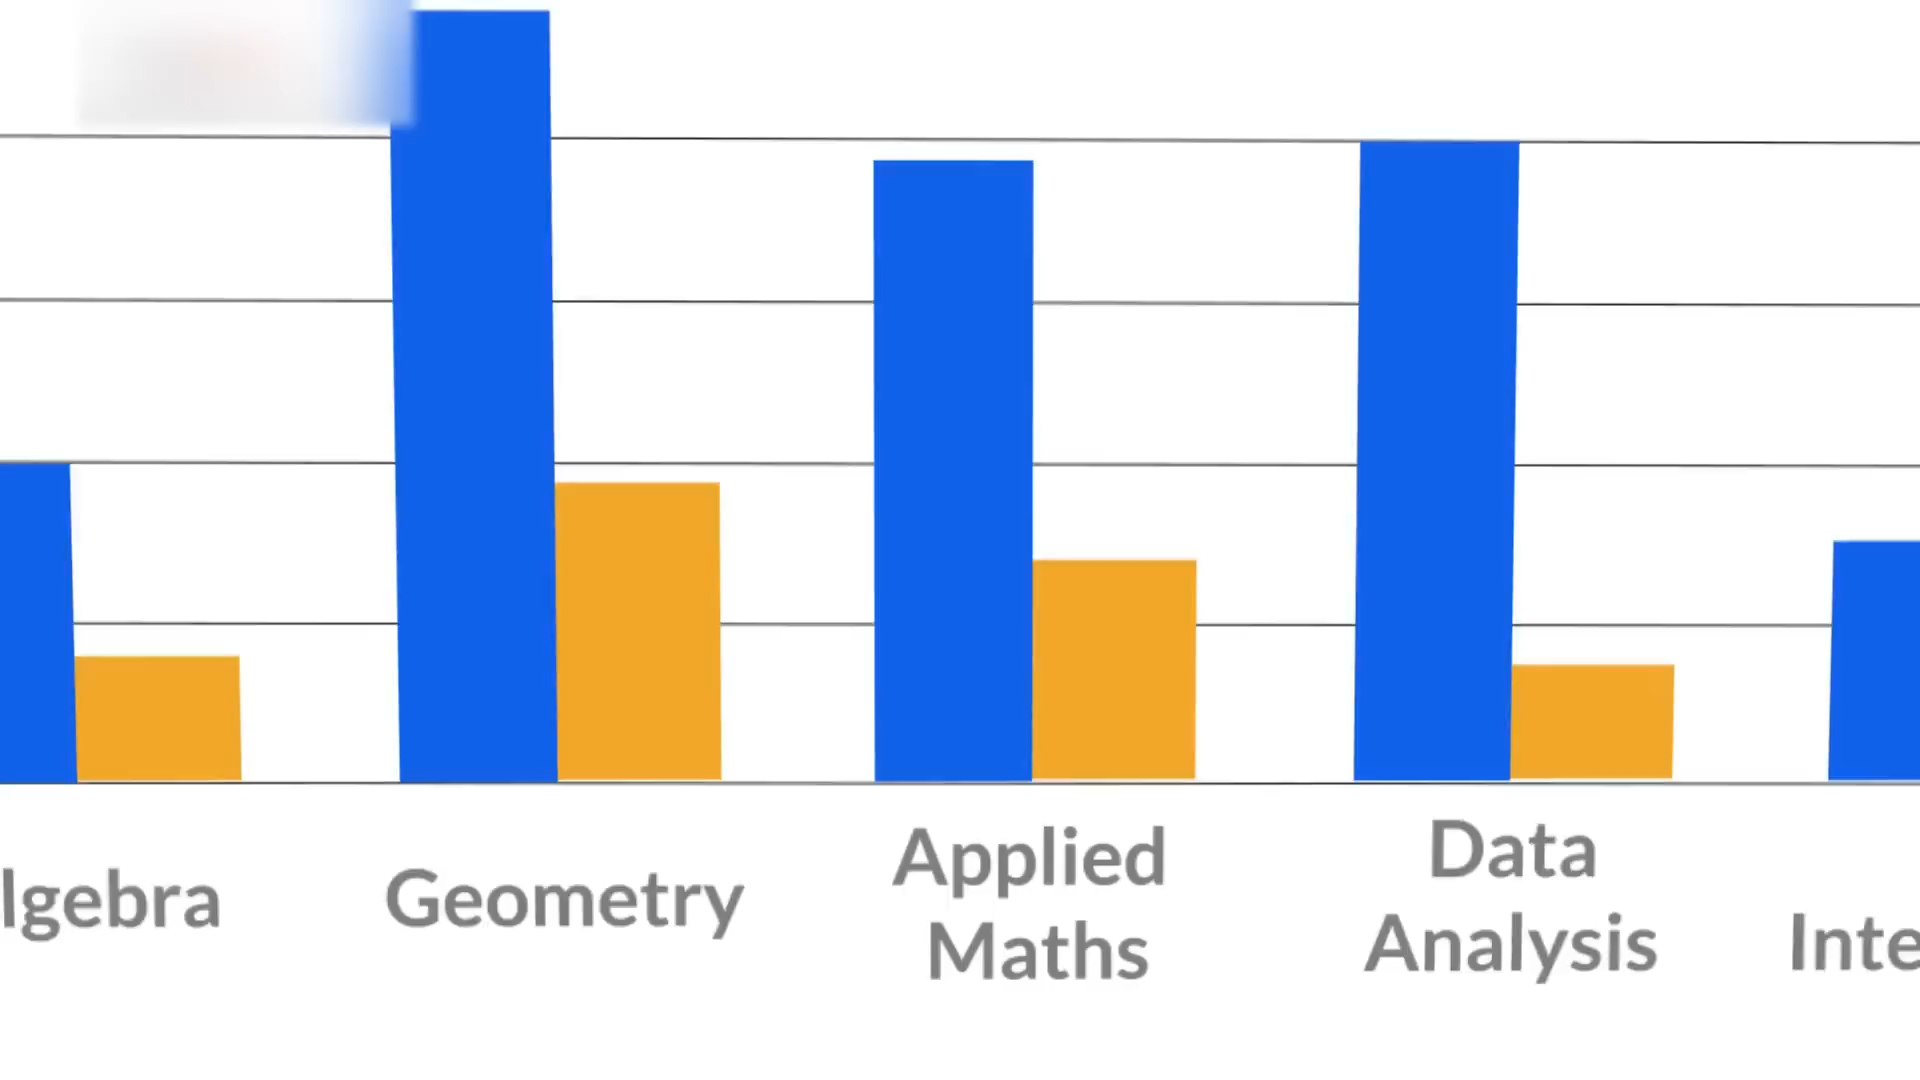 lgebra
Geometry
Applied
Maths
Data
Analysis
Inte